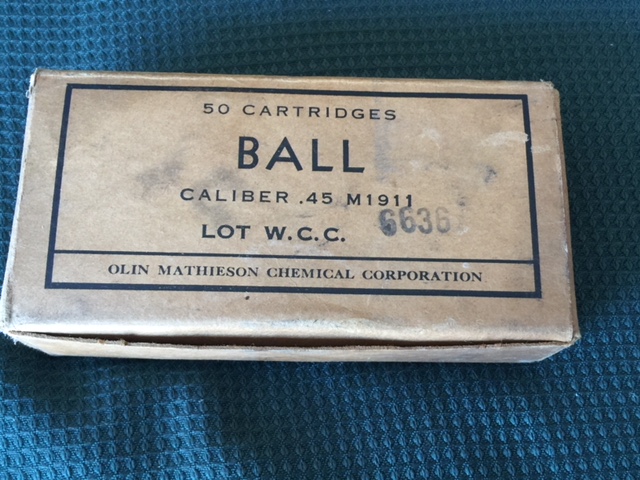 50 CARTRIDGES
BALL
CALIBER .45 M1911
LOT W.C.C. 6636
OLIN MATHIESON CHEMICAL CORPORATION